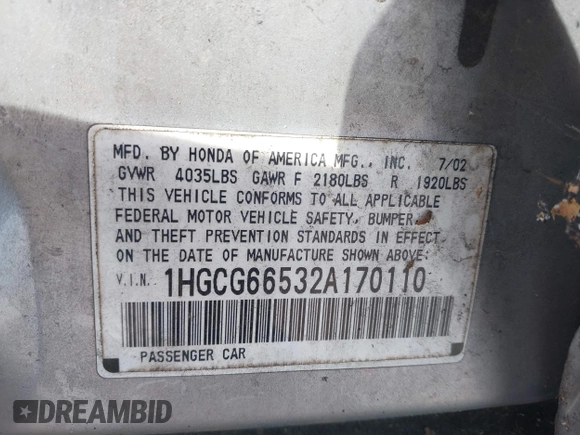 MFD. BY HONDA OF AMERICA MFG., INC. 7/02
GVWR 4035LBS GAWR F 2180LBS R 1920LBS
THIS VEHICLE CONFORMS TO ALL APPLICABLE
FEDERAL MOTOR VEHICLE SAFETY, BUMPER,
AND THEFT PREVENTION STANDARDS IN EFFECT
ON THE DATE OF MANUFACTURE SHOWN ABOVE:
V.I.N. 1HGCG66532A170110
PASSENGER CAR
DREAMBID